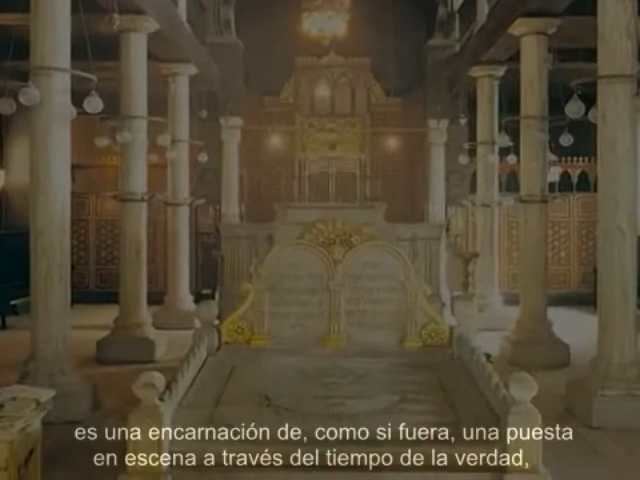 es una encarnación de, como si fuera, una puesta
en escena a través del tiempo de la verdad,